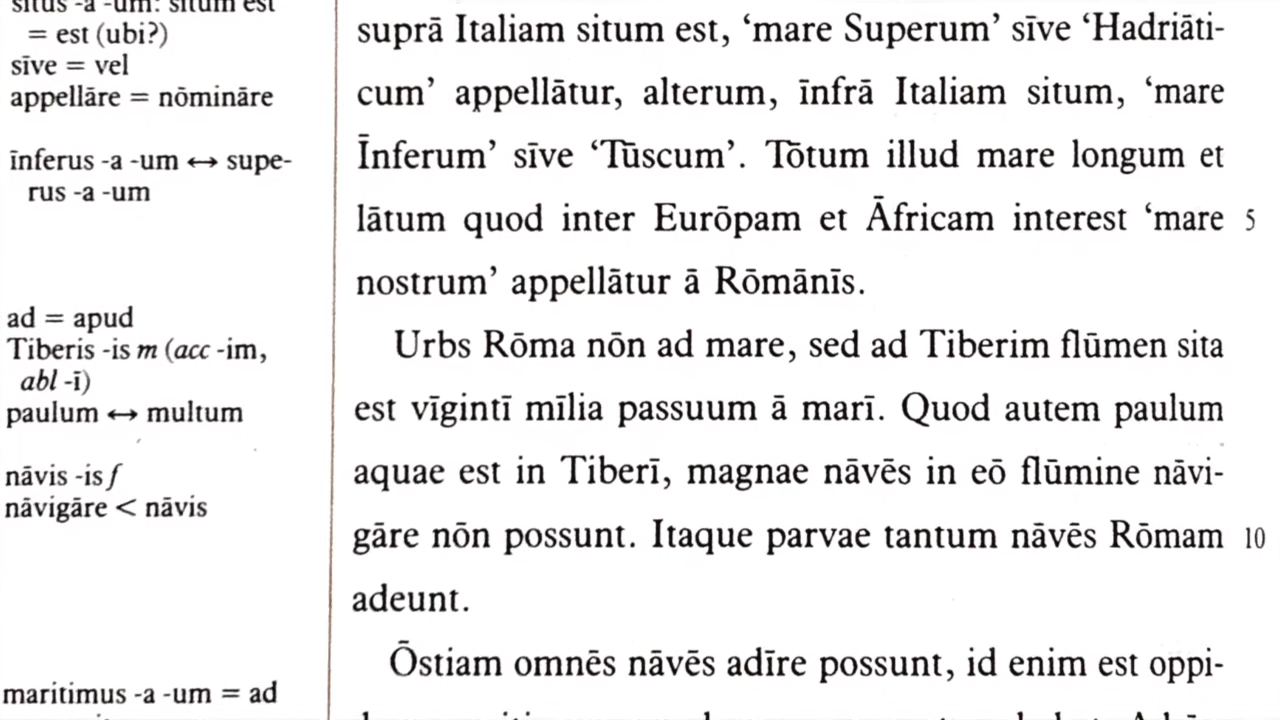 situs -a -um: situm est
= est (ubi?)
sīve = vel
appellāre = nōmināre
īnferus -a -um ↔ supe-
rus -a -um
ad = apud
Tiberis -is m (acc -im,
abl -ī)
paulum ↔ multum
nāvis -is f
nāvigāre < nāvis
maritimus -a -um = ad
suprā Italiam situm est, ‘mare Superum’ sīve ‘Hadriāti-
cum’ appellātur, alterum, īnfrā Italiam situm, ‘mare
Īnferum’ sīve ‘Tūscum’. Tōtum illud mare longum et
lātum quod inter Eurōpam et Āfricam interest ‘mare 5
nostrum’ appellātur ā Rōmānīs.
Urbs Rōma nōn ad mare, sed ad Tiberim flūmen sita
est vīgintī mīlia passuum ā marī. Quod autem paulum
aquae est in Tiberī, magnae nāvēs in eō flūmine nāvi-
gāre nōn possunt. Itaque parvae tantum nāvēs Rōmam 10
adeunt.
Ōstiam omnēs nāvēs adīre possunt, id enim est oppi-